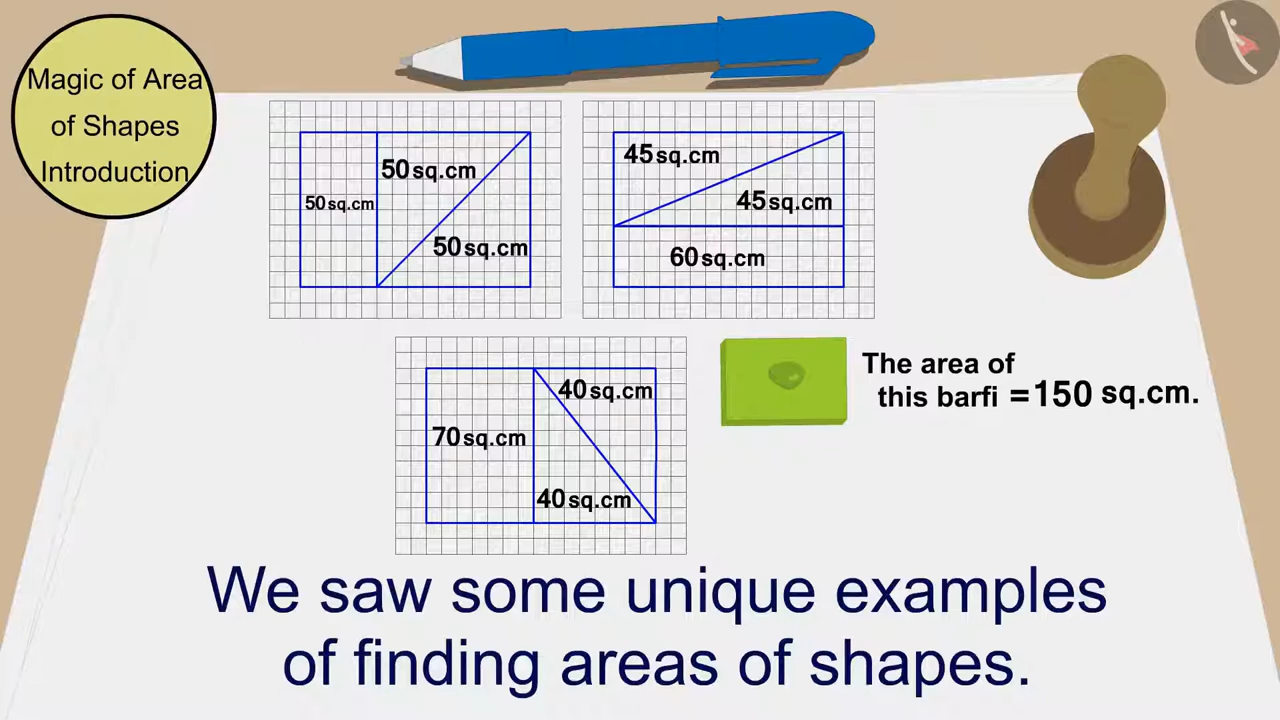 Magic of Area
of Shapes
Introduction
50 sq.cm
50 sq.cm
50 sq.cm
45 sq.cm
45 sq.cm
60 sq.cm
70 sq.cm
40 sq.cm
40 sq.cm
The area of
this barfi = 150 sq.cm.
We saw some unique examples
of finding areas of shapes.